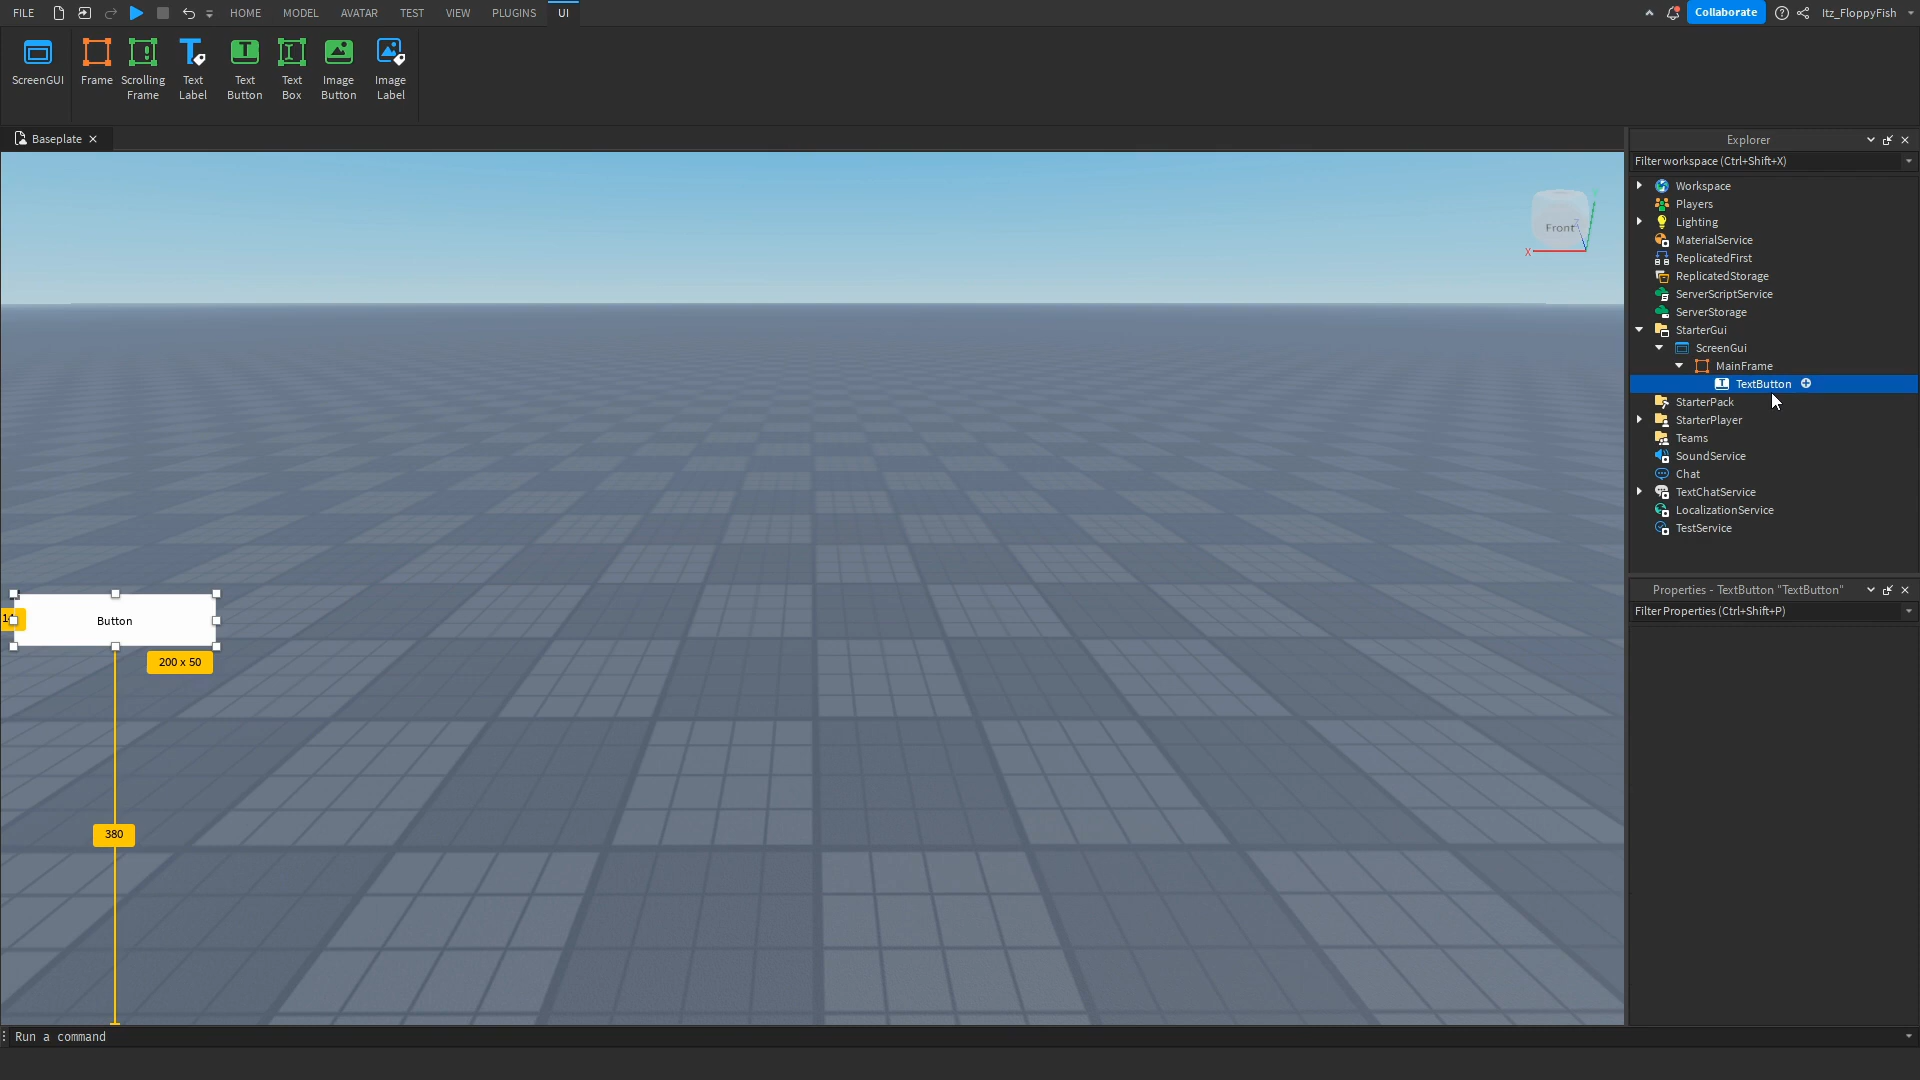 FILE
HOME
MODEL
AVATAR
TEST
VIEW
PLUGINS
UI
Collaborate
Itz_FloppyFish
ScreenGUI
Frame
Scrolling
Frame
Text
Label
Text
Button
Text
Box
Image
Button
Image
Label
Baseplate
Explorer
Filter workspace (Ctrl+Shift+X)
Workspace
Players
Lighting
MaterialService
ReplicatedFirst
ReplicatedStorage
ServerScriptService
ServerStorage
StarterGui
ScreenGui
MainFrame
TextButton
StarterPack
StarterPlayer
Teams
SoundService
Chat
TextChatService
LocalizationService
TestService
Front
X
Z
Button
200 x 50
380
Properties - TextButton "TextButton"
Filter Properties (Ctrl+Shift+P)
Run a command